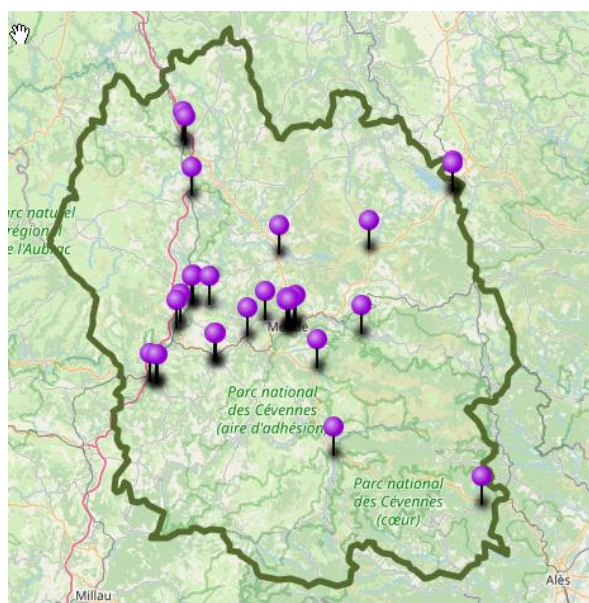 arc naturel
régional
e l'Aubrac
Parc national
des Cévennes
(aire d'adhésion
Parc national
des Cévennes
(cœur)
Alès
Millau